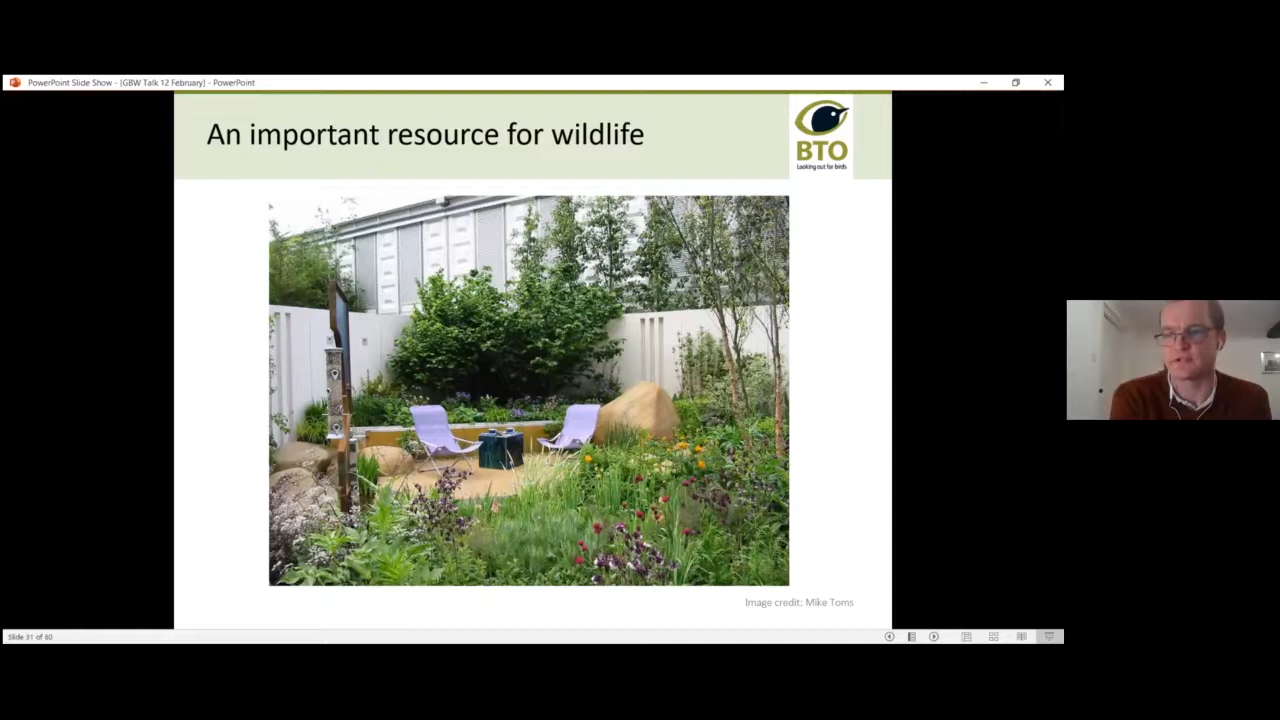 PowerPoint Slide Show - [GBW Talk 12 February] - PowerPoint
An important resource for wildlife
BTO
Looking out for birds
Image credit: Mike Toms
Slide 31 of 60